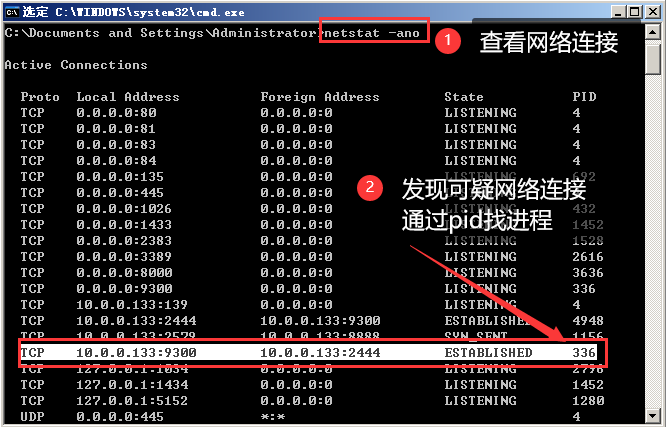 选定 C:\WINDOWS\system32\cmd.exe
C:\Documents and Settings\Administrator>netstat -ano
1 查看网络连接
Active Connections
Proto Local Address Foreign Address State PID
TCP 0.0.0.0:80 0.0.0.0:0 LISTENING 4
TCP 0.0.0.0:81 0.0.0.0:0 LISTENING 4
TCP 0.0.0.0:83 0.0.0.0:0 LISTENING 4
TCP 0.0.0.0:84 0.0.0.0:0 LISTENING 4
TCP 0.0.0.0:135 0.0.0.0:0 LISTENING 692
TCP 0.0.0.0:445 0.0.0.0:0 LISTENING
2 发现可疑网络连接
TCP 0.0.0.0:1026 0.0.0.0:0 LISTENING 432
通过pid找进程
TCP 0.0.0.0:1433 0.0.0.0:0 LISTENING 1452
TCP 0.0.0.0:2383 0.0.0.0:0 LISTENING 1528
TCP 0.0.0.0:3389 0.0.0.0:0 LISTENING 2616
TCP 0.0.0.0:8000 0.0.0.0:0 LISTENING 3636
TCP 0.0.0.0:9300 0.0.0.0:0 LISTENING 336
TCP 10.0.0.133:139 0.0.0.0:0 LISTENING 4
TCP 10.0.0.133:2444 10.0.0.133:9300 ESTABLISHED 4948
TCP 10.0.0.133:2579 10.0.0.133:8888 SYN_SENT 1156
TCP 10.0.0.133:9300 10.0.0.133:2444 ESTABLISHED 336
TCP 127.0.0.1:1034 0.0.0.0:0 LISTENING 2796
TCP 127.0.0.1:1434 0.0.0.0:0 LISTENING 1452
TCP 127.0.0.1:5152 0.0.0.0:0 LISTENING 1280
UDP 0.0.0.0:445 *:* 4